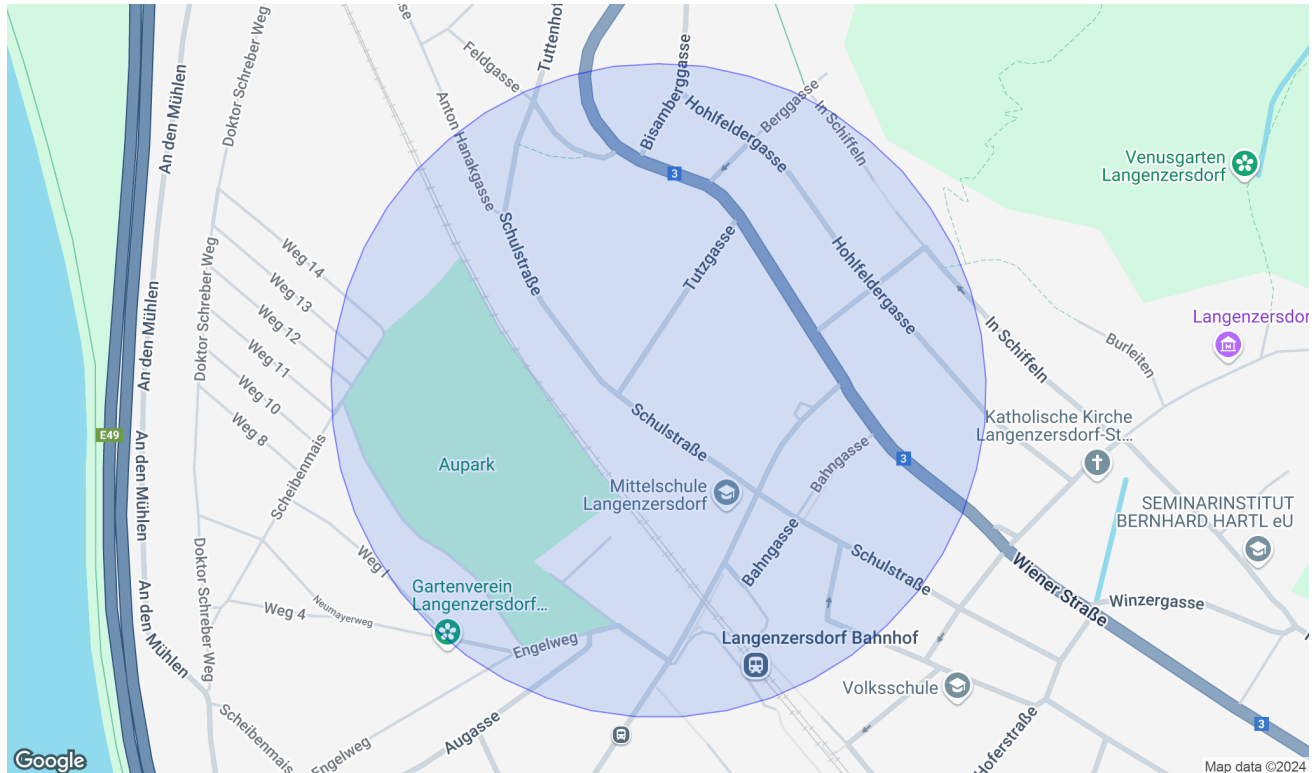 Doktor Schreber Weg
An den Mühlen
Feldgasse
Tuttenhof
Anton Hanakgasse
Bisamberggasse
Hohlfeldergasse
Berggasse
In Schiffeln
3
Venusgarten
Langenzersdorf
Schulstraße
Tutzgasse
Hohlfeldergasse
Weg 14
Weg 13
Weg 12
Weg 11
Weg 10
Weg 8
Doktor Schreber Weg
An den Mühlen
In Schiffeln
Burleiten
Langenzersdor
E49
An den Mühlen
Scheibenmais
Aupark
Schulstraße
Mittelschule
Langenzersdorf
Bahngasse
3
Katholische Kirche
Langenzersdorf-St...
SEMINARINSTITUT
BERNHARD HARTL eU
Weg I
Doktor Schreber Weg
An den Mühlen
Gartenverein
Langenzersdorf...
Neumayerweg
Weg 4
Engelweg
Bahngasse
Schulstraße
Wiener Straße
Winzergasse
Langenzersdorf Bahnhof
Volksschule
Scheibenmais
Engelweg
Augasse
Hoferstraße
3
Google
Map data ©2024